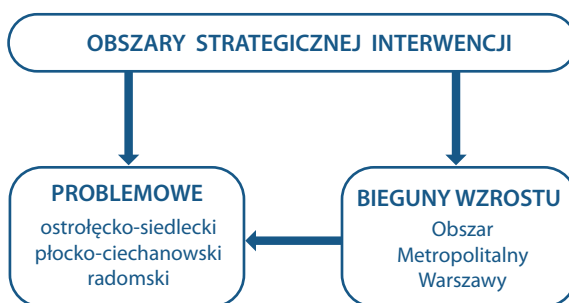 OBSZARY STRATEGICZNEJ INTERWENCJI
PROBLEMOWE
ostrołęcko-siedlecki
płocko-ciechanowski
radomski
BIEGUNY WZROSTU
Obszar
Metropolitalny
Warszawy